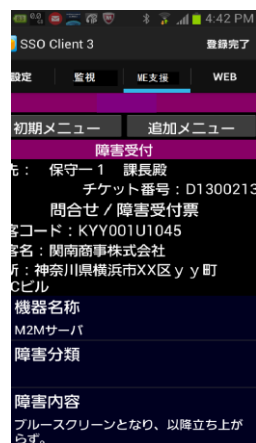 4:42 PM
SSO Client 3 登録完了
設定 監視 ME支援 WEB
初期メニュー 追加メニュー
障害受付
先： 保守一１ 課長殿
チケット番号：D1300213
問合せ / 障害受付票
客コード：KYY001U1045
客名：関南商事株式会社
所：神奈川県横浜市XX区ｙｙ町
Cビル
機器名称
M2Mサーバ
障害分類
障害内容
ブルースクリーンとなり、以降立ち上が
らず。